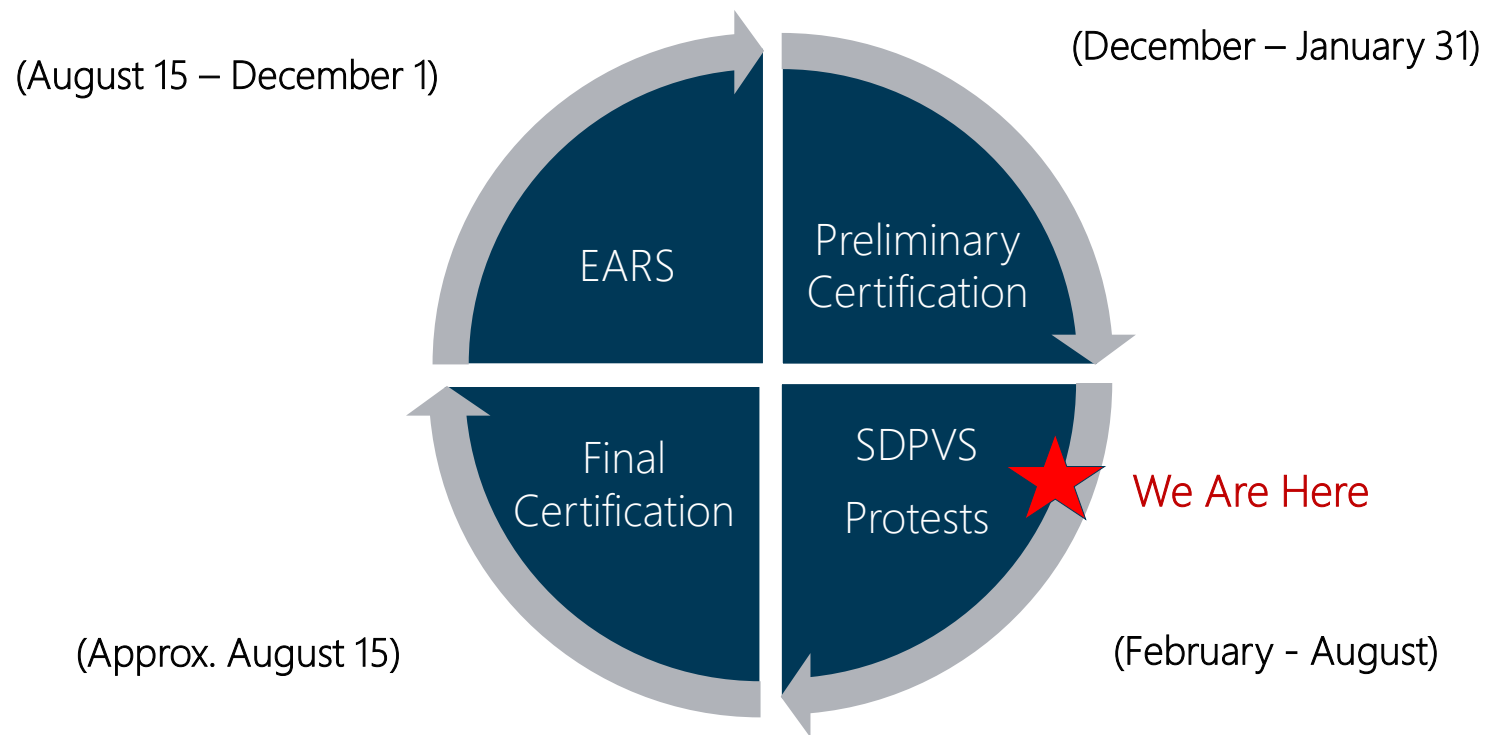 (August 15 – December 1)
(December – January 31)
EARS
Preliminary
Certification
Final
Certification
SDPVS
Protests
We Are Here
(Approx. August 15)
(February - August)